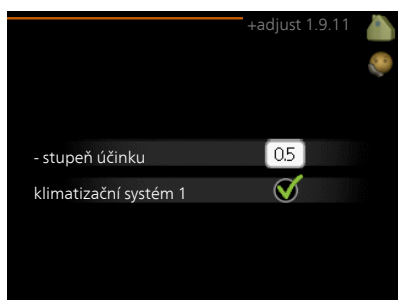 +adjust 1.9.11
- stupeň účinku 0.5
klimatizační systém 1